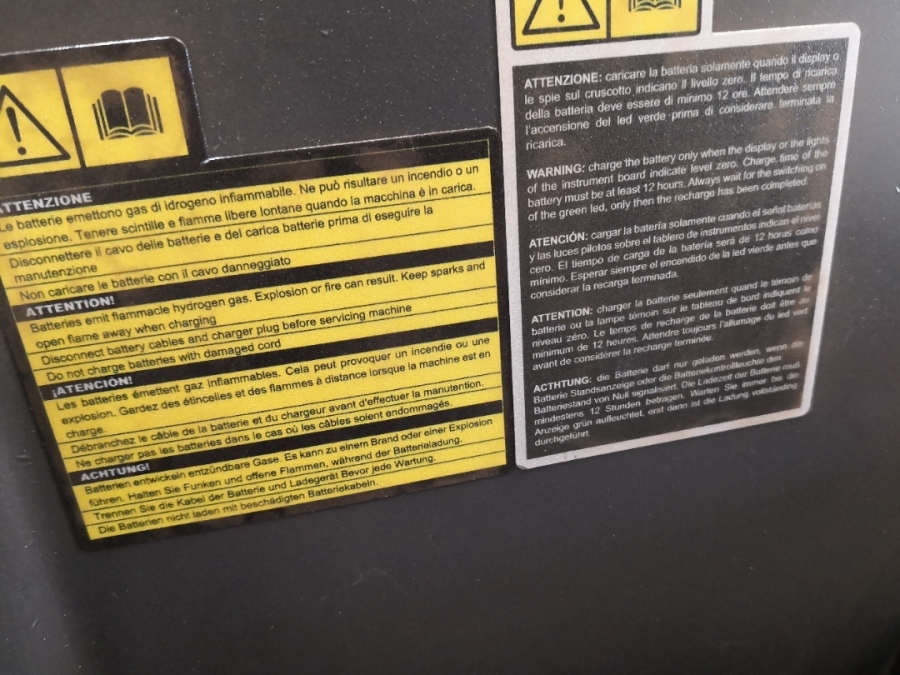 ATTENZIONE
Le batterie emettono gas di idrogeno infiammabile. Ne può risultare un incendio o un
esplosione. Tenere scintille e fiamme libere lontane quando la macchina è in carica.
Disconnettere il cavo delle batterie e del carica batterie prima di eseguire la
manutenzione
Non caricare le batterie con il cavo danneggiato
ATTENTION!
Batteries emit flammacle hydrogen gas. Explosion or fire can result. Keep sparks and
open flame away when charging
Disconnect battery cables and charger plug before servicing machine
Do not charge batteries with damaged cord
¡ATENCIÓN!
Les batteries émettent gaz inflammables. Cela peut provoquer un incendie ou une
explosion. Gardez des étincelles et des flammes à distance lorsque la machine est en
charge.
Débranchez le câble de la batterie et du chargeur avant d'effectuer la manutention.
Ne charger pas les batteries dans le cas où les câbles soient endommagés.
ACHTUNG!
Batterien entwickeln entzündbare Gase. Es kann zu einem Brand oder einer Explosion
führen. Halten Sie Funken und offene Flammen, während der Batterieladung.
Trennen Sie die Kabel der Batterie und Ladegerät Bevor jede Wartung.
Die Batterien nicht laden mit beschädigten Batteriekabeln.
ATTENZIONE: caricare la batteria solamente quando il display o
le spie sul cruscotto indicano il livello zero. Il tempo di ricarica
della batteria deve essere di minimo 12 ore. Attendere sempre
l'accensione del led verde prima di considerare terminata la
ricarica.
WARNING: charge the battery only when the display or the lights
of the instrument board indicate level zero. Charge time of the
battery must be at least 12 hours. Always wait for the switching on
of the green led, only then the recharge has been completed.
ATENCIÓN: cargar la batería solamente cuando el señal baterias
y las luces pilotos sobre el tablero de instrumentos indican el nivel
cero. El tiempo de carga de la batería será de 12 horas como
mínimo. Esperar siempre el encendido de la led vierde antes que
considerar la recarga terminada.
ATTENTION: charger la batterie seulement quand le témoin de
batterie ou la lampe témoin sur le tableau de bord indiquent le
niveau zéro. Le temps de recharge de la batterie doit être au
minimum de 12 heures. Attendre toujours l'allumage du led vert
avant de considérer la recharge terminée.
ACTHTUNG: die Batterie darf nur geladen werden, wenn die
Batterie Standsanzeige oder die Batteriekontrolleuchte den
Batteriestand von Null signalisiert. Die Ladezeit der Batterie muß
mindestens 12 Stunden betragen. Warten Sie immer bis die
Anzeige grün aufleuchtet, erst dann ist die Ladung vollständing
durchgeführt.